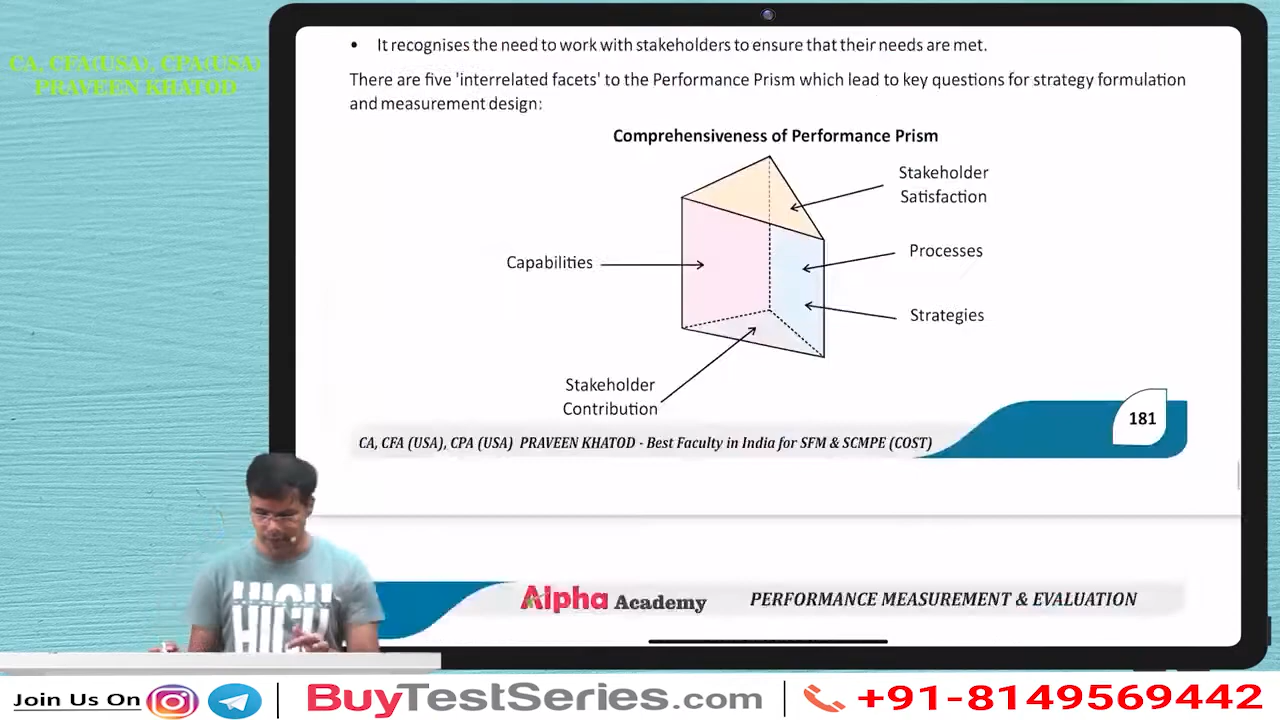 CA, CFA(USA), CPA(USA)
PRAVEEN KHATOD
• It recognises the need to work with stakeholders to ensure that their needs are met.
There are five 'interrelated facets' to the Performance Prism which lead to key questions for strategy formulation
and measurement design:
Comprehensiveness of Performance Prism
Stakeholder
Satisfaction
Processes
Capabilities
Strategies
Stakeholder
Contribution
181
CA, CFA (USA), CPA (USA) PRAVEEN KHATOD - Best Faculty in India for SFM & SCMPE (COST)
Alpha Academy
PERFORMANCE MEASUREMENT & EVALUATION
HIGH
Join Us On
BuyTestSeries.com
+91-8149569442